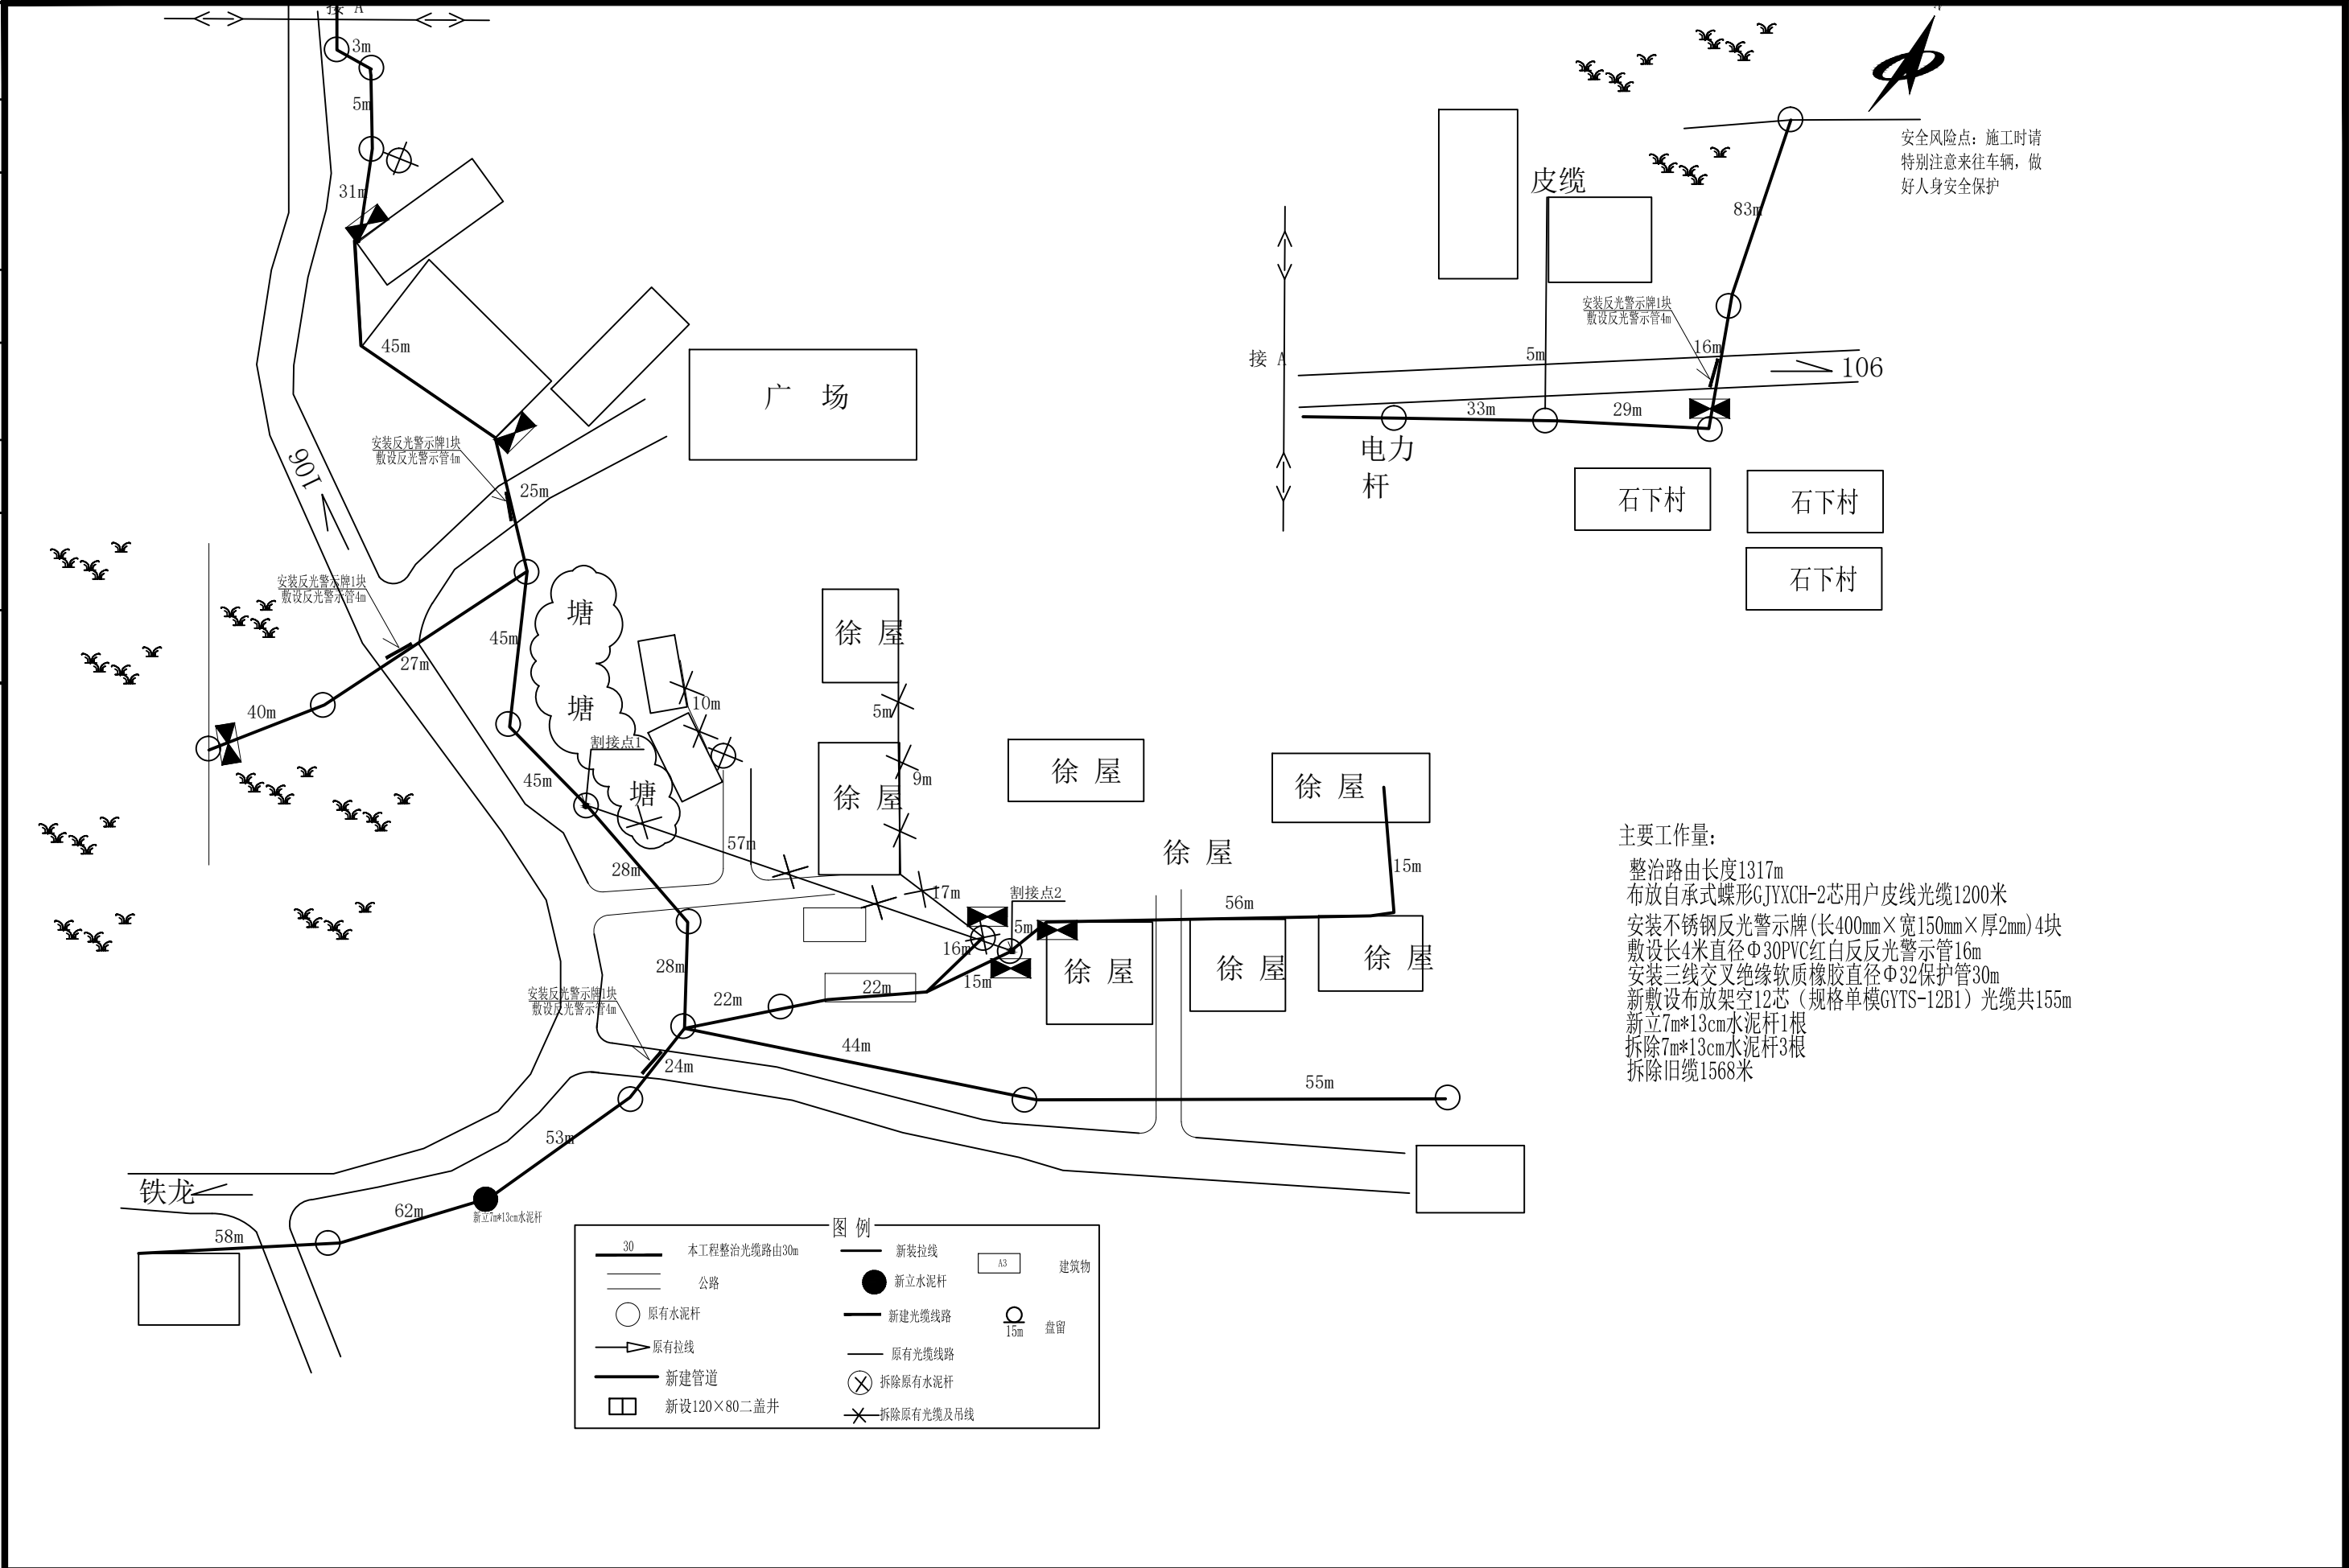 接 A
3m
5m
31m
45m
安装反光警示牌1块
敷设反光警示管4m
25m
106
广 场
安装反光警示牌1块
敷设反光警示管4m
27m
40m
45m
塘
塘
塘
10m
割接点1
45m
28m
57m
徐 屋
5m
徐 屋
9m
17m
徐 屋
徐 屋
徐 屋
15m
割接点2
5m
56m
16m
15m
徐 屋
徐 屋
徐 屋
28m
22m
22m
安装反光警示牌1块
敷设反光警示管4m
24m
44m
55m
53m
铁龙
62m
新立7m*13cm水泥杆
58m
安全风险点：施工时请
特别注意来往车辆，做
好人身安全保护
皮缆
83m
安装反光警示牌1块
敷设反光警示管4m
接 A
5m
16m
106
33m
29m
电力
杆
石下村
石下村
石下村
主要工作量：
整治路由长度1317m
布放自承式蝶形GJYXCH-2芯用户皮线光缆1200米
安装不锈钢反光警示牌(长400mm×宽150mm×厚2mm)4块
敷设长4米直径Φ30PVC红白反反光警示管16m
安装三线交叉绝缘软质橡胶直径Φ32保护管30m
新敷设布放架空12芯（规格单模GYTS-12B1）光缆共155m
新立7m*13cm水泥杆1根
拆除7m*13cm水泥杆3根
拆除旧缆1568米
图 例
30
本工程整治光缆路由30m
公路
原有水泥杆
原有拉线
新建管道
新设120×80二盖井
新装拉线
新立水泥杆
新建光缆线路
原有光缆线路
拆除原有水泥杆
拆除原有光缆及吊线
A3
建筑物
15m
盘留